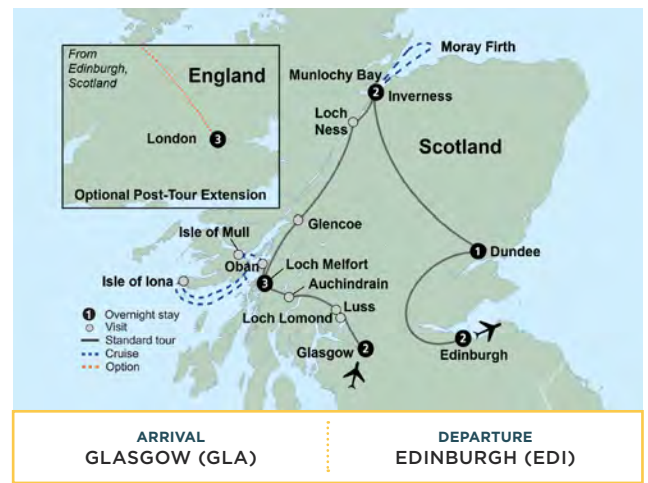 From
Edinburgh,
Scotland
England
London
3
Optional Post-Tour Extension
Moray Firth
Munlochy Bay
2
Inverness
Loch
Ness
Scotland
Glencoe
Isle of Mull
Oban
1
Dundee
Loch Melfort
3
Isle of Iona
Auchindrain
Luss
Loch Lomond
Glasgow
2
2
Edinburgh
1 Overnight stay
Visit
Standard tour
Cruise
Option
ARRIVAL
GLASGOW (GLA)
DEPARTURE
EDINBURGH (EDI)